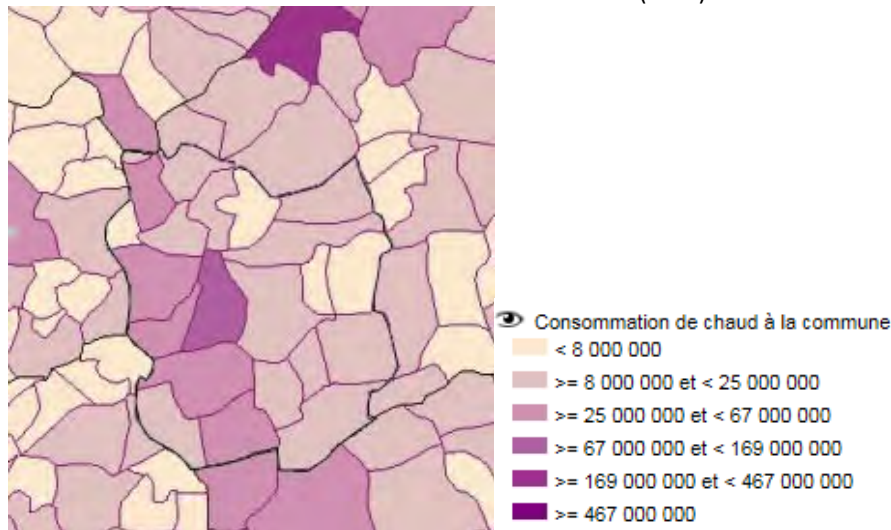 Consommation de chaud à la commune
< 8 000 000
>= 8 000 000 et < 25 000 000
>= 25 000 000 et < 67 000 000
>= 67 000 000 et < 169 000 000
>= 169 000 000 et < 467 000 000
>= 467 000 000